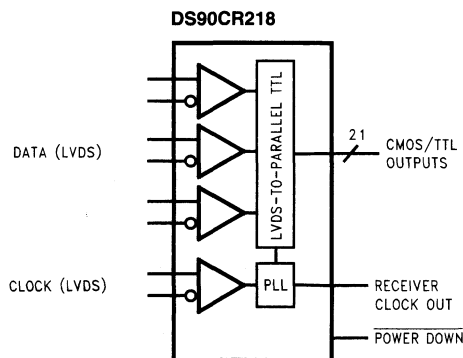 DS90CR218
DATA (LVDS)
LVDS-TO-PARALLEL TTL
21
CMOS/TTL
OUTPUTS
CLOCK (LVDS)
PLL
RECEIVER
CLOCK OUT
POWER DOWN